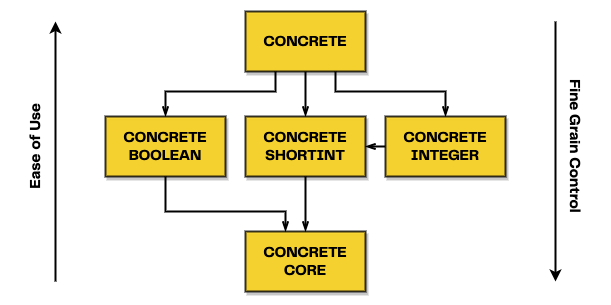 CONCRETE
Ease of Use
CONCRETE
BOOLEAN
CONCRETE
SHORTINT
CONCRETE
INTEGER
Fine Grain Control
CONCRETE
CORE